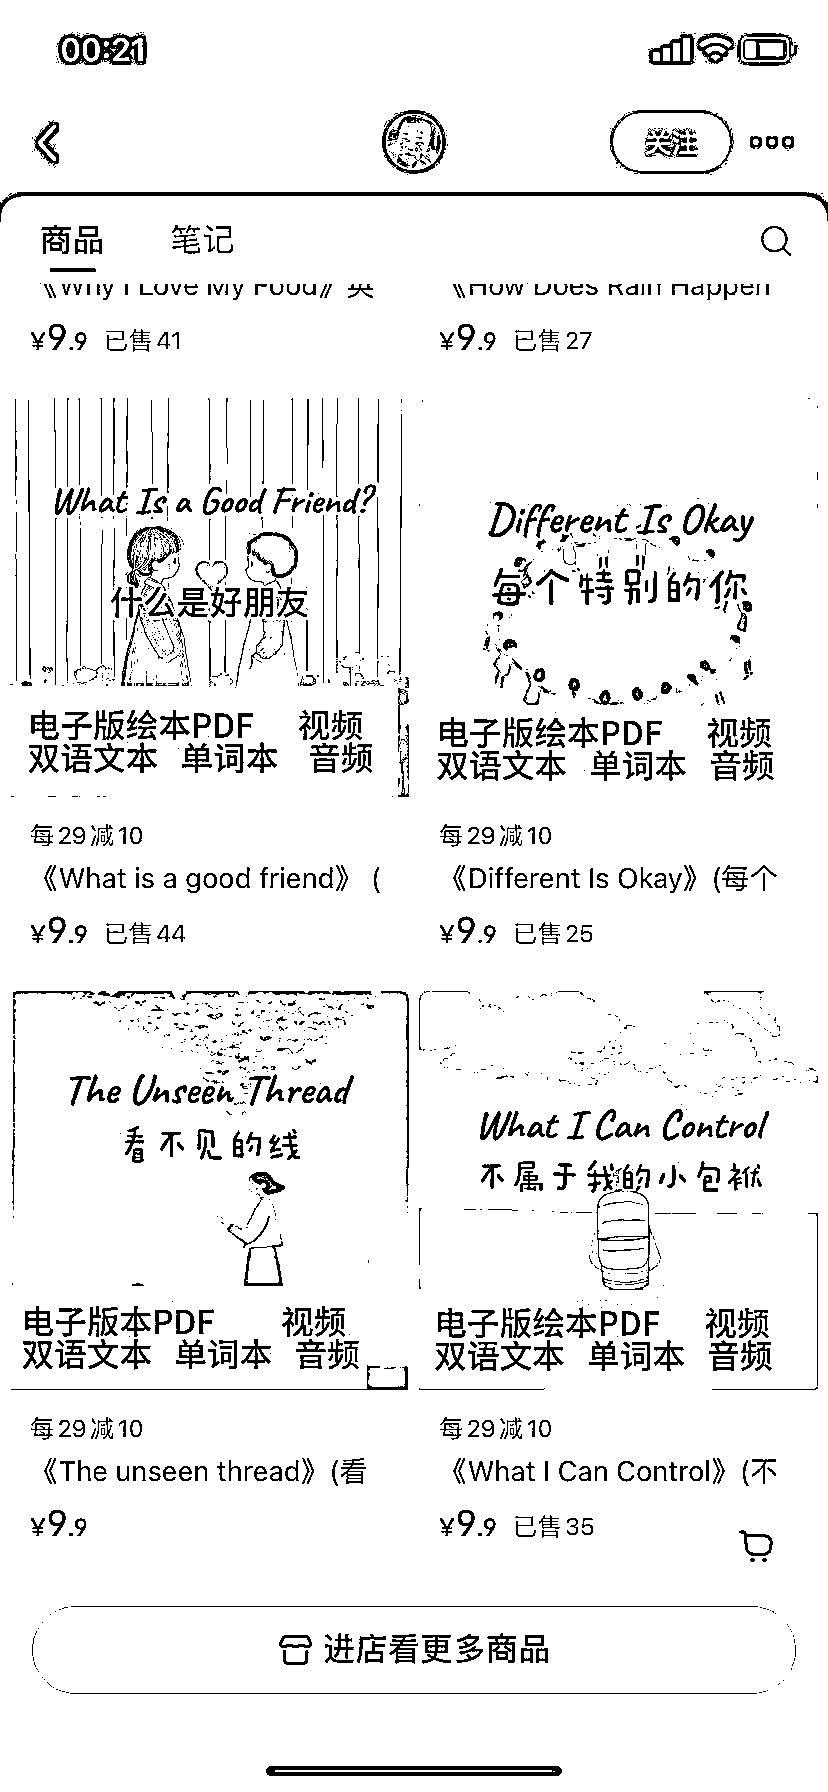 00:21
关注
商品 笔记
《Why I Love My Food》英
《How Does Rain Happen
¥9.9 已售41
¥9.9 已售27
What Is a Good Friend?
什么是好朋友
电子版绘本PDF 视频
双语文本 单词本 音频
Different Is Okay
每个特别的你
电子版绘本PDF 视频
双语文本 单词本 音频
每29减10
《What is a good friend》 (
¥9.9 已售44
每29减10
《Different Is Okay》(每个
¥9.9 已售25
The Unseen Thread
看不见的线
电子版本PDF 视频
双语文本 单词本 音频
What I Can Control
不属于我的小包袱
电子版绘本PDF 视频
双语文本 单词本 音频
每29减10
《The unseen thread》(看
¥9.9
每29减10
《What I Can Control》(不
¥9.9 已售35
进店看更多商品